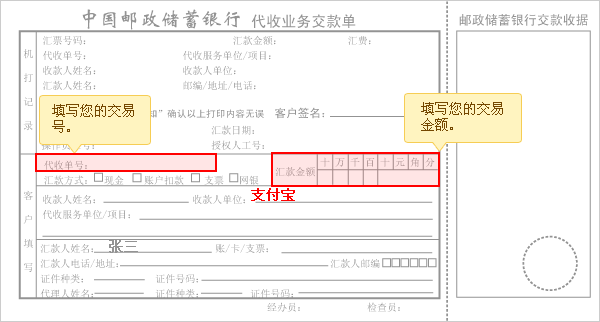 中国邮政储蓄银行 代收业务交款单 邮政储蓄银行交款收据
机打记录
汇票号码： 汇款金额： 汇费：
代收单号： 代收服务单位/项目：
收款人姓名： 收款人单位：
汇款人姓名： 邮编/地址/电话：
填写您的交易号。
填写您的交易金额。
知”确认以上打印内容无误 客户签名：
汇款日期：
授权人工号：
客户填写
代收单号：
汇款金额 十 万 千 百 十 元 角 分
汇款方式： 现金 账户扣款 支票 网银
收款人姓名： 收款人单位： 支付宝
代收服务单位/项目：
汇款人姓名： 张三 账/卡/支票：
汇款人电话/地址： 汇款人邮编
证件种类： 证件号码：
代理人姓名： 证件种类： 证件号码：
经办员： 检查员：